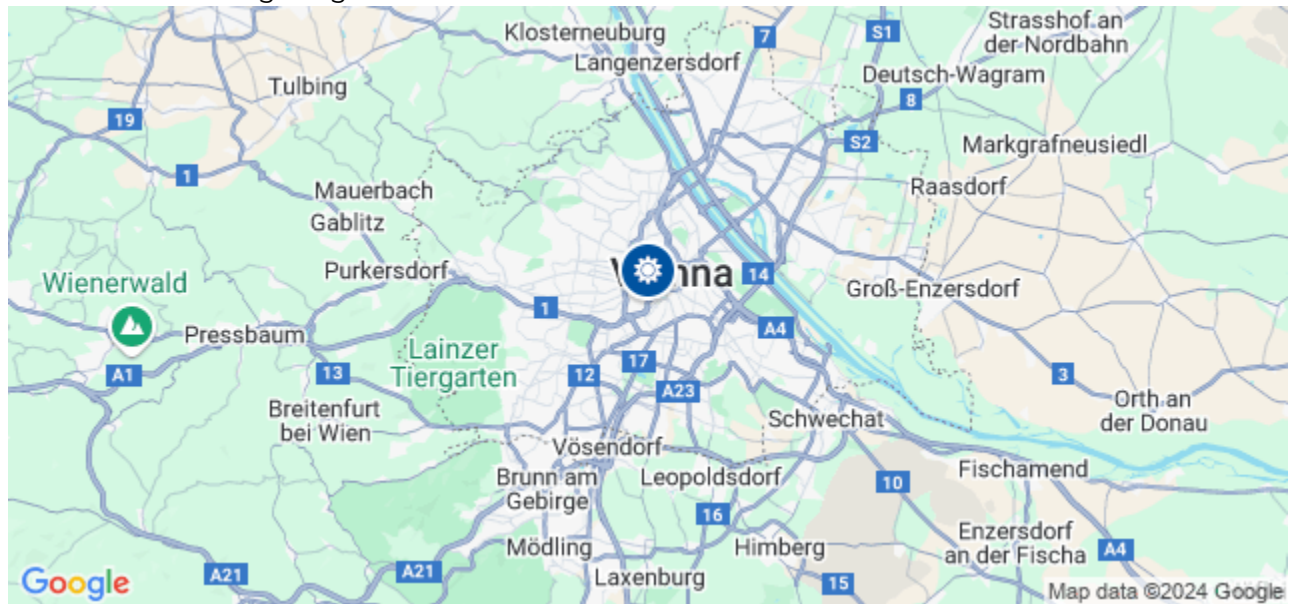 Klosterneuburg
7
S1
Strasshof an
der Nordbahn
Langenzersdorf
Deutsch-Wagram
Tulbing
8
19
S2
Markgrafneusiedl
1
Mauerbach
Raasdorf
Gablitz
Purkersdorf
14
Wienerwald
Groß-Enzersdorf
1
Pressbaum
A4
Lainzer
Tiergarten
17
A1
13
12
3
A23
Breitenfurt
bei Wien
Orth an
der Donau
Schwechat
Vösendorf
Brunn am
Gebirge
Leopoldsdorf
Fischamend
10
16
Enzersdorf
an der Fischa
Mödling
Himberg
A4
A21
A21
Laxenburg
15
Google
Map data ©2024 Google